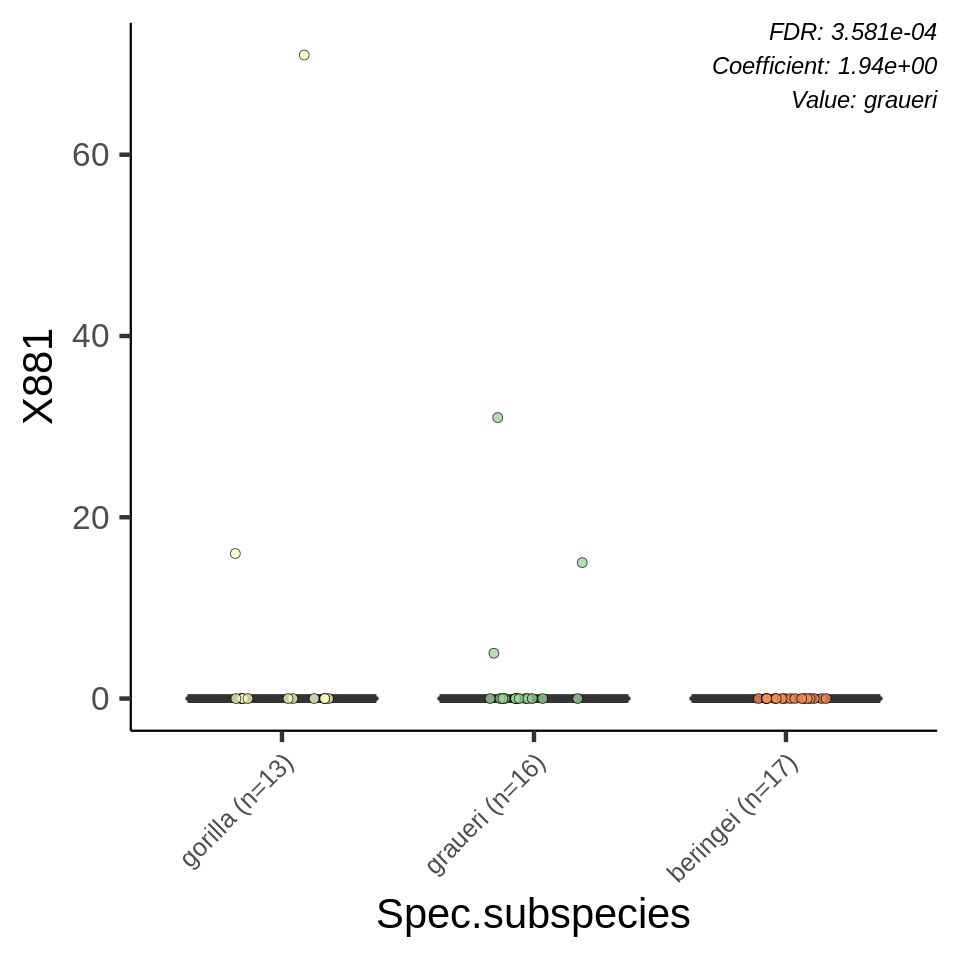 FDR: 3.581e-04
Coefficient: 1.94e+00
Value: graueri
X881
60
40
20
0
gorilla (n=13)
graueri (n=16)
beringei (n=17)
Spec.subspecies